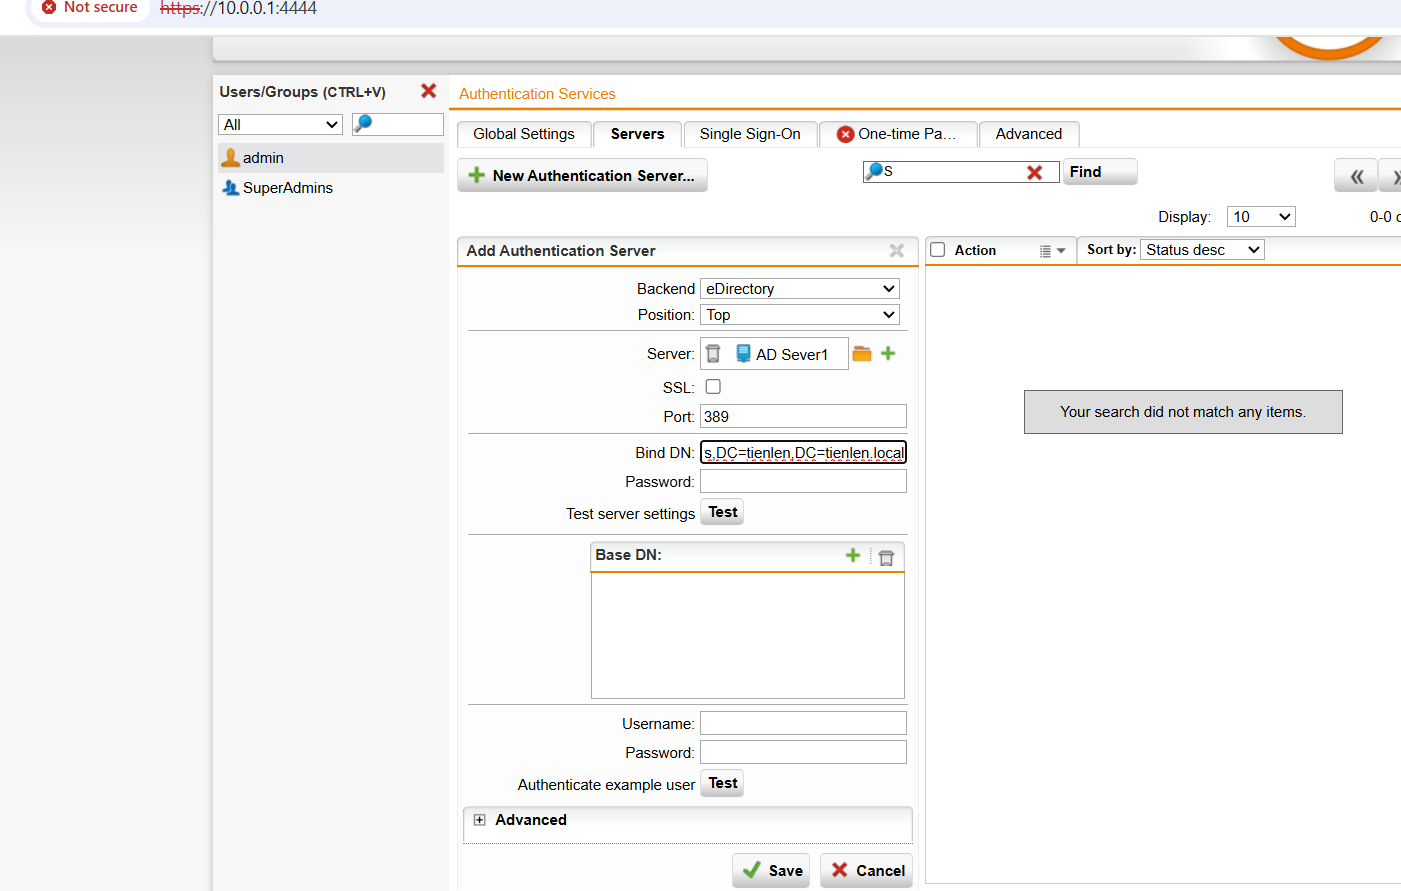 Not secure https://10.0.0.1:4444
Users/Groups (CTRL+V)
All
admin
SuperAdmins
Authentication Services
Global Settings Servers Single Sign-On One-time Pa... Advanced
New Authentication Server... S Find
Display: 10 0-0
Add Authentication Server
Action Sort by: Status desc
Backend eDirectory
Position: Top
Server: AD Sever1
SSL:
Port: 389
Your search did not match any items.
Bind DN: s,DC=tienlen,DC=tienlen.local
Password:
Test server settings Test
Base DN:
Username:
Password:
Authenticate example user Test
Advanced
Save Cancel